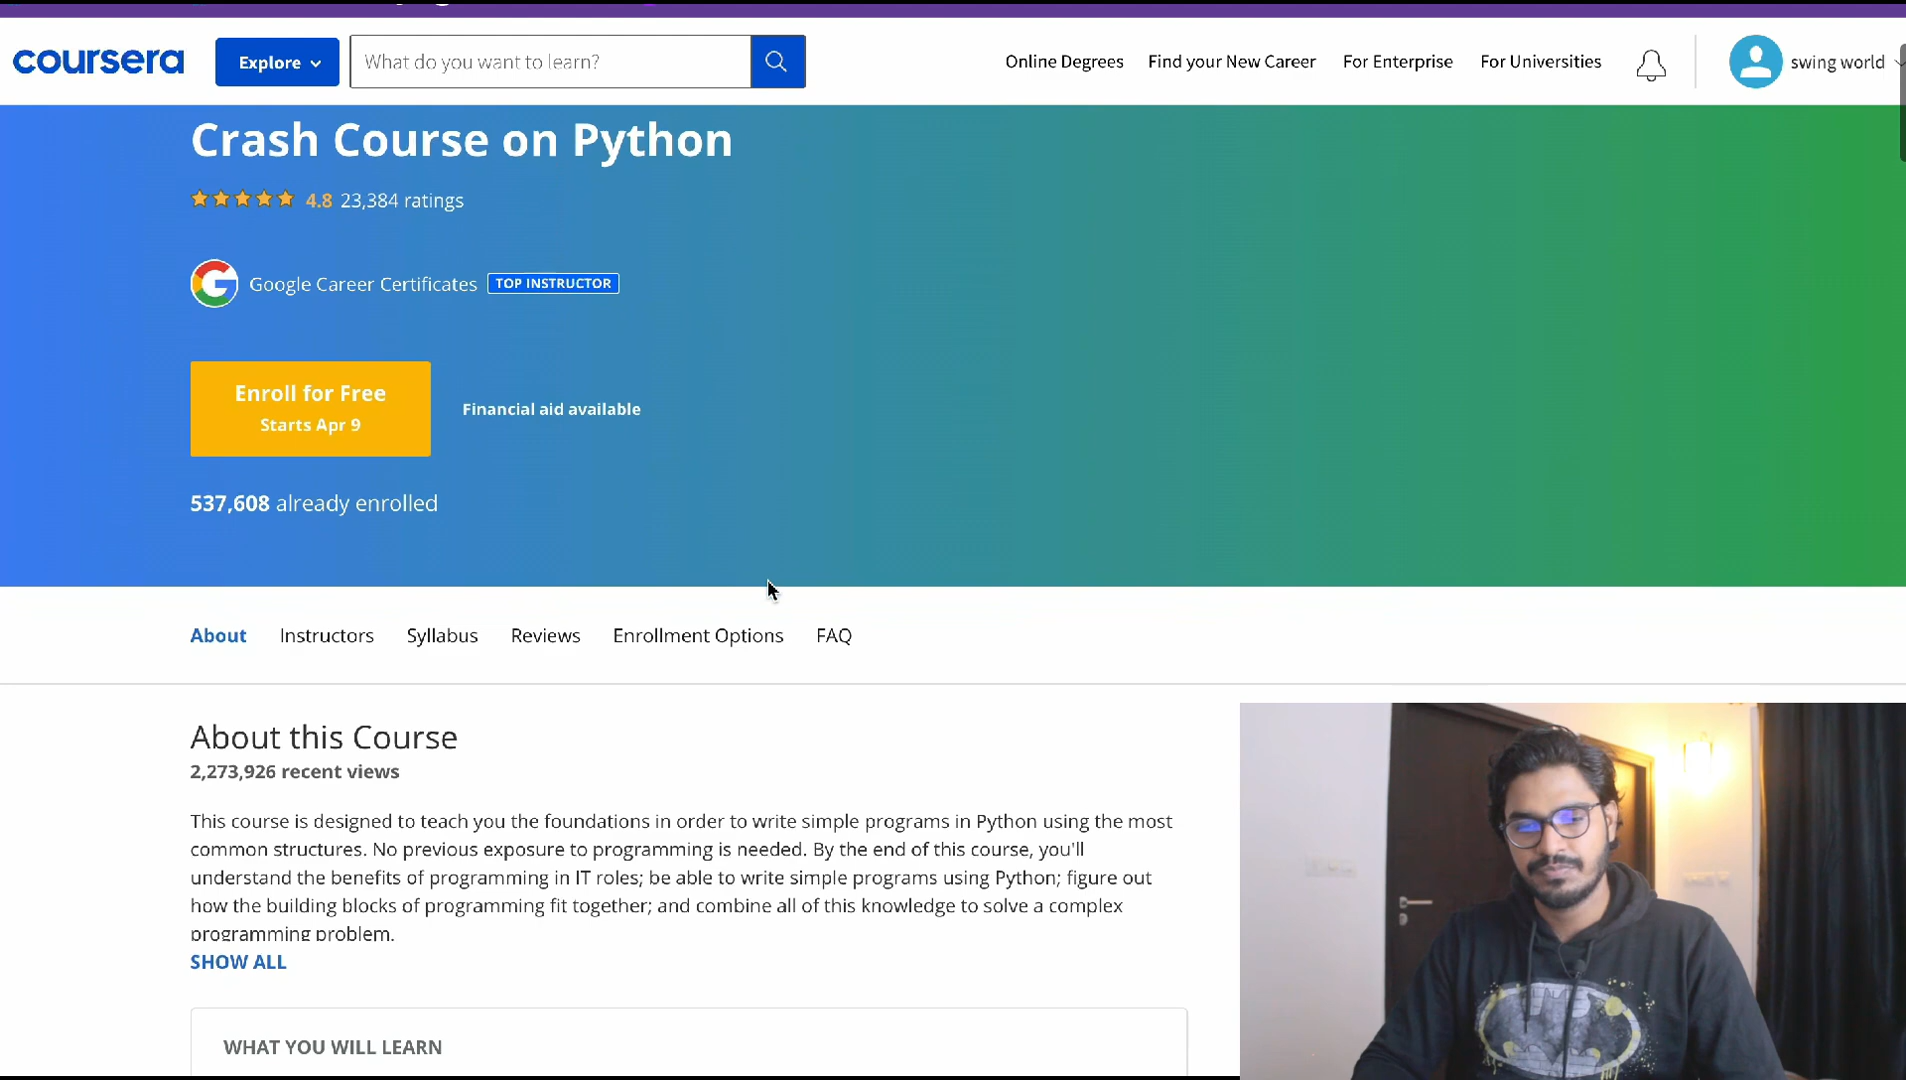 coursera
Explore
What do you want to learn?
Online Degrees
Find your New Career
For Enterprise
For Universities
swing world
Crash Course on Python
4.8 23,384 ratings
Google Career Certificates
TOP INSTRUCTOR
Enroll for Free
Starts Apr 9
Financial aid available
537,608 already enrolled
About
Instructors
Syllabus
Reviews
Enrollment Options
FAQ
About this Course
2,273,926 recent views
This course is designed to teach you the foundations in order to write simple programs in Python using the most
common structures. No previous exposure to programming is needed. By the end of this course, you'll
understand the benefits of programming in IT roles; be able to write simple programs using Python; figure out
how the building blocks of programming fit together; and combine all of this knowledge to solve a complex
programming problem.
SHOW ALL
WHAT YOU WILL LEARN